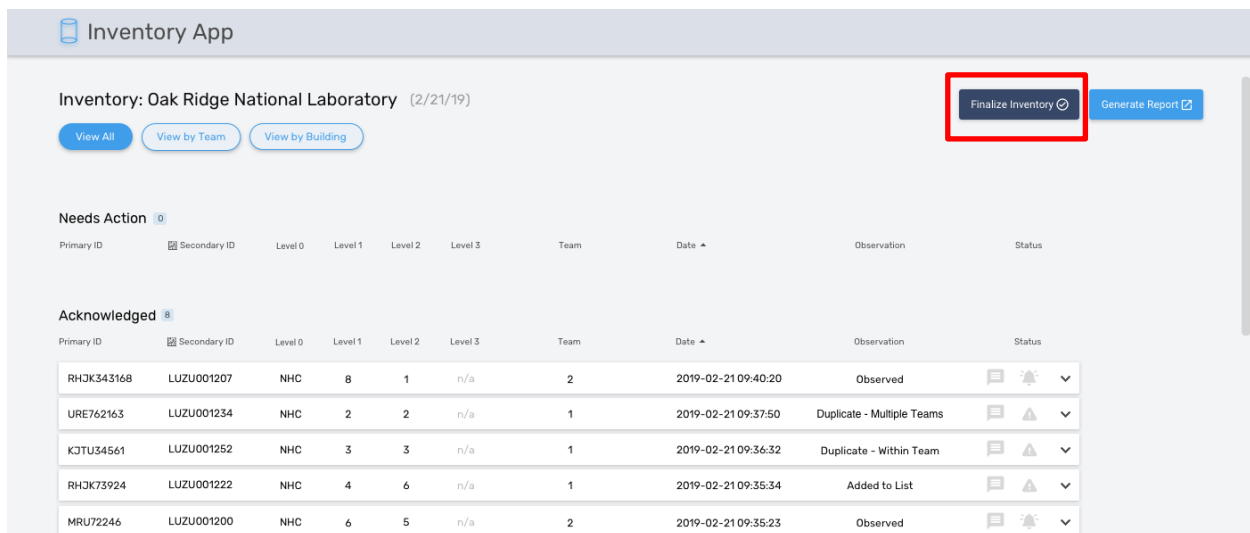 Inventory App
Inventory: Oak Ridge National Laboratory (2/21/19)
Finalize Inventory
Generate Report
View All
View by Team
View by Building
Needs Action 0
Primary ID Secondary ID Level 0 Level 1 Level 2 Level 3 Team Date Observation Status
Acknowledged 8
Primary ID Secondary ID Level 0 Level 1 Level 2 Level 3 Team Date Observation Status
RHJK343168 LUZU001207 NHC 8 1 n/a 2 2019-02-21 09:40:20 Observed
URE762163 LUZU001234 NHC 2 2 n/a 1 2019-02-21 09:37:50 Duplicate - Multiple Teams
KJTU34561 LUZU001252 NHC 3 3 n/a 1 2019-02-21 09:36:32 Duplicate - Within Team
RHJK73924 LUZU001222 NHC 4 6 n/a 1 2019-02-21 09:35:34 Added to List
MRU72246 LUZU001200 NHC 6 5 n/a 2 2019-02-21 09:35:23 Observed